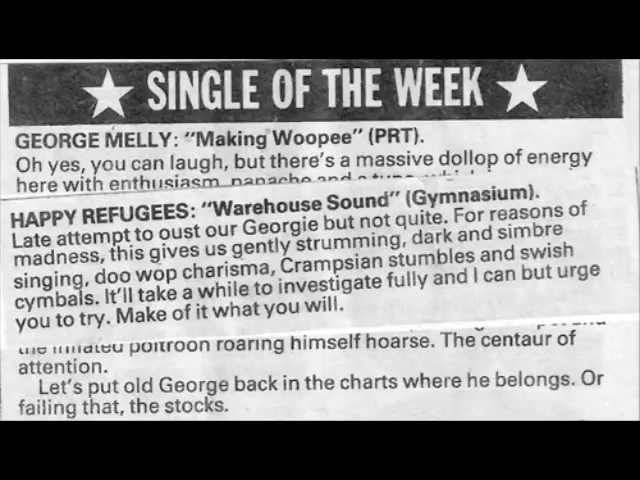 SINGLE OF THE WEEK
GEORGE MELLY: "Making Woopee" (PRT).
Oh yes, you can laugh, but there's a massive dollop of energy
here with enthusiasm, panache and a
HAPPY REFUGEES: "Warehouse Sound" (Gymnasium).
Late attempt to oust our Georgie but not quite. For reasons of
madness, this gives us gently strumming, dark and simbre
singing, doo wop charisma, Crampsian stumbles and swish
cymbals. It'll take a while to investigate fully and I can but urge
you to try. Make of it what you will.
the inflated poltroon roaring himself hoarse. The centaur of
attention.
Let's put old George back in the charts where he belongs. Or
failing that, the stocks.